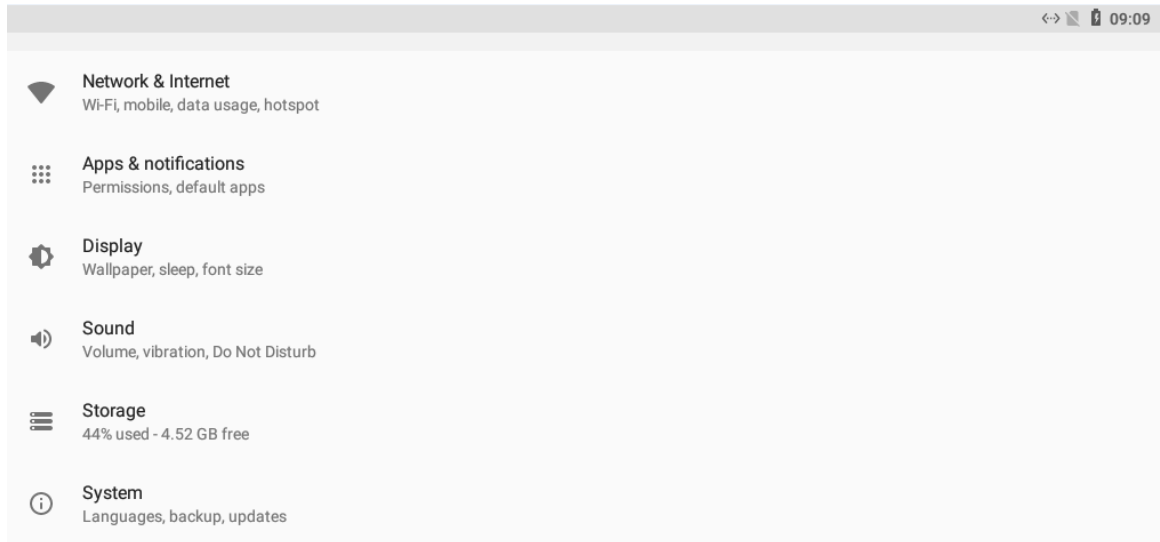 09:09
Network & Internet
Wi-Fi, mobile, data usage, hotspot
Apps & notifications
Permissions, default apps
Display
Wallpaper, sleep, font size
Sound
Volume, vibration, Do Not Disturb
Storage
44% used - 4.52 GB free
System
Languages, backup, updates